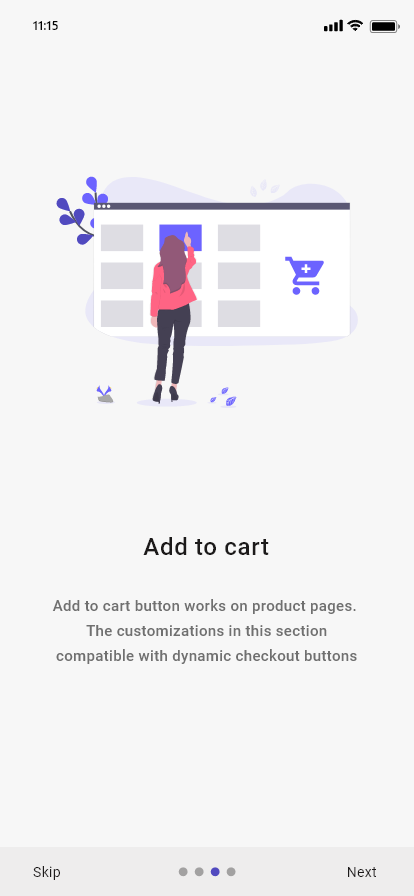 11:15
Add to cart
Add to cart button works on product pages.
The customizations in this section
compatible with dynamic checkout buttons
Skip
Next